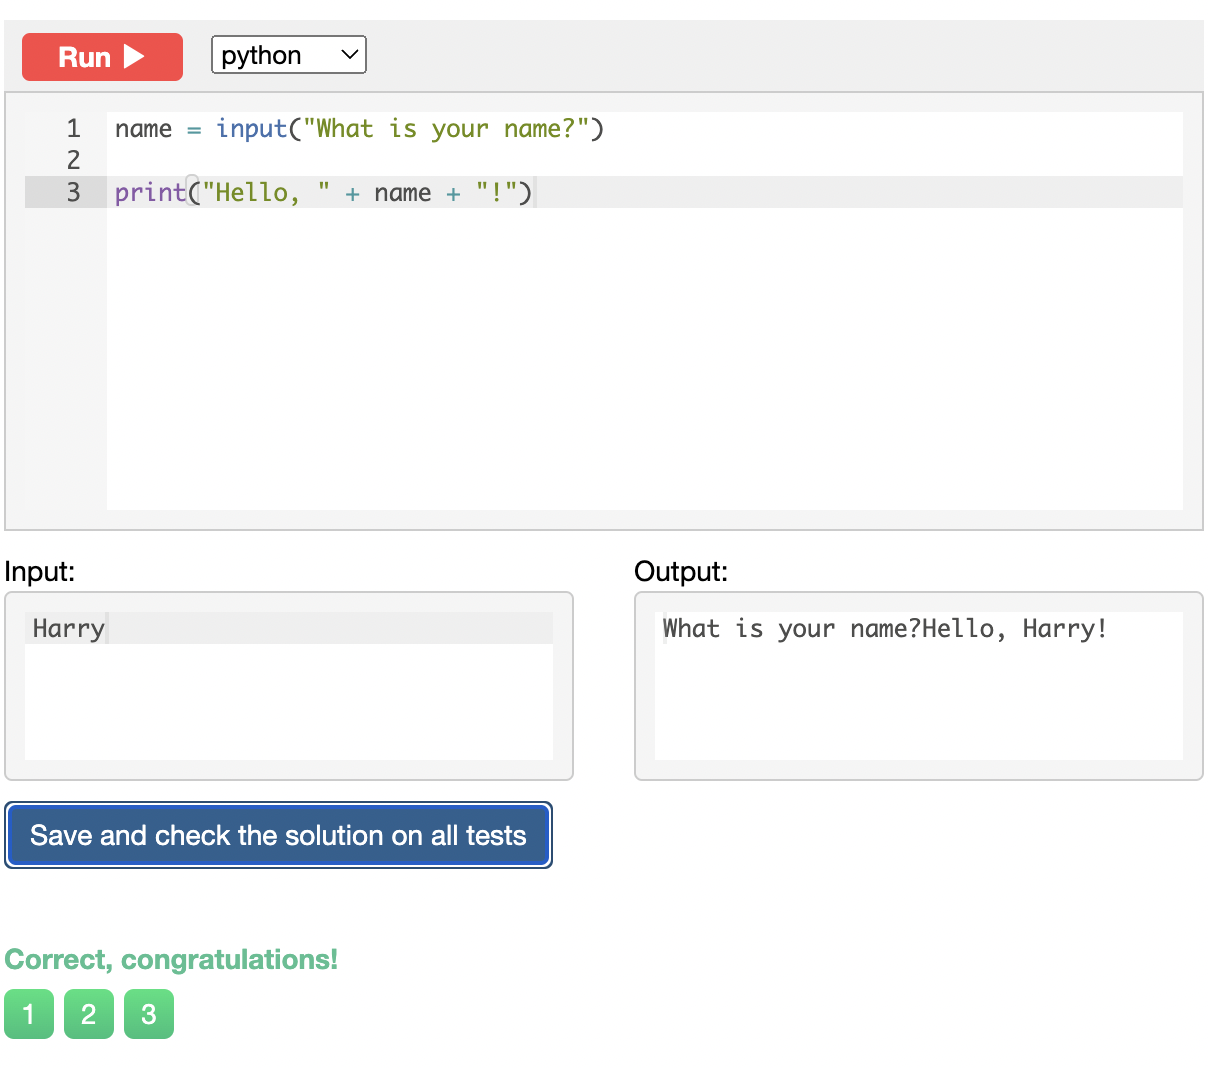 Run
python
1 name = input("What is your name?")
2
3 print("Hello, " + name + "!")
Input:
Output:
Harry
What is your name?Hello, Harry!
Save and check the solution on all tests
Correct, congratulations!
1 2 3